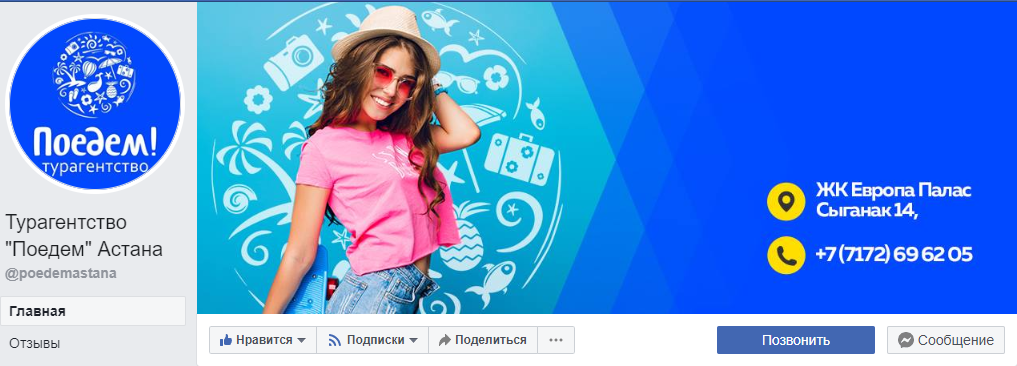 Поедем!
турагентство
Турагентство
"Поедем" Астана
@poedemastana
Главная
Отзывы
ЖК Европа Палас
Сыганак 14,
+7 (7172) 69 62 05
Нравится
Подписки
Поделиться
Позвонить
Сообщение